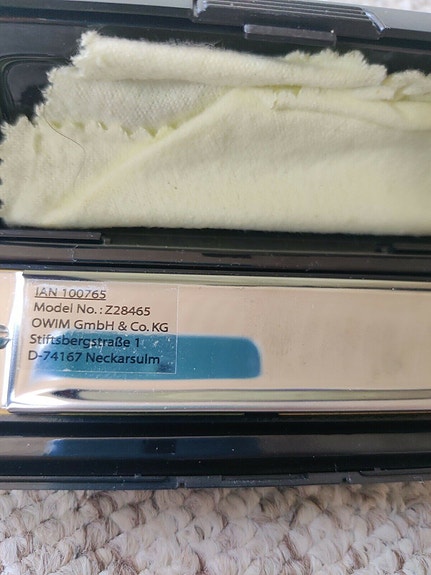 IAN 100765
Model No.: Z28465
OWIM GmbH & Co. KG
Stiftsbergstraße 1
D-74167 Neckarsulm